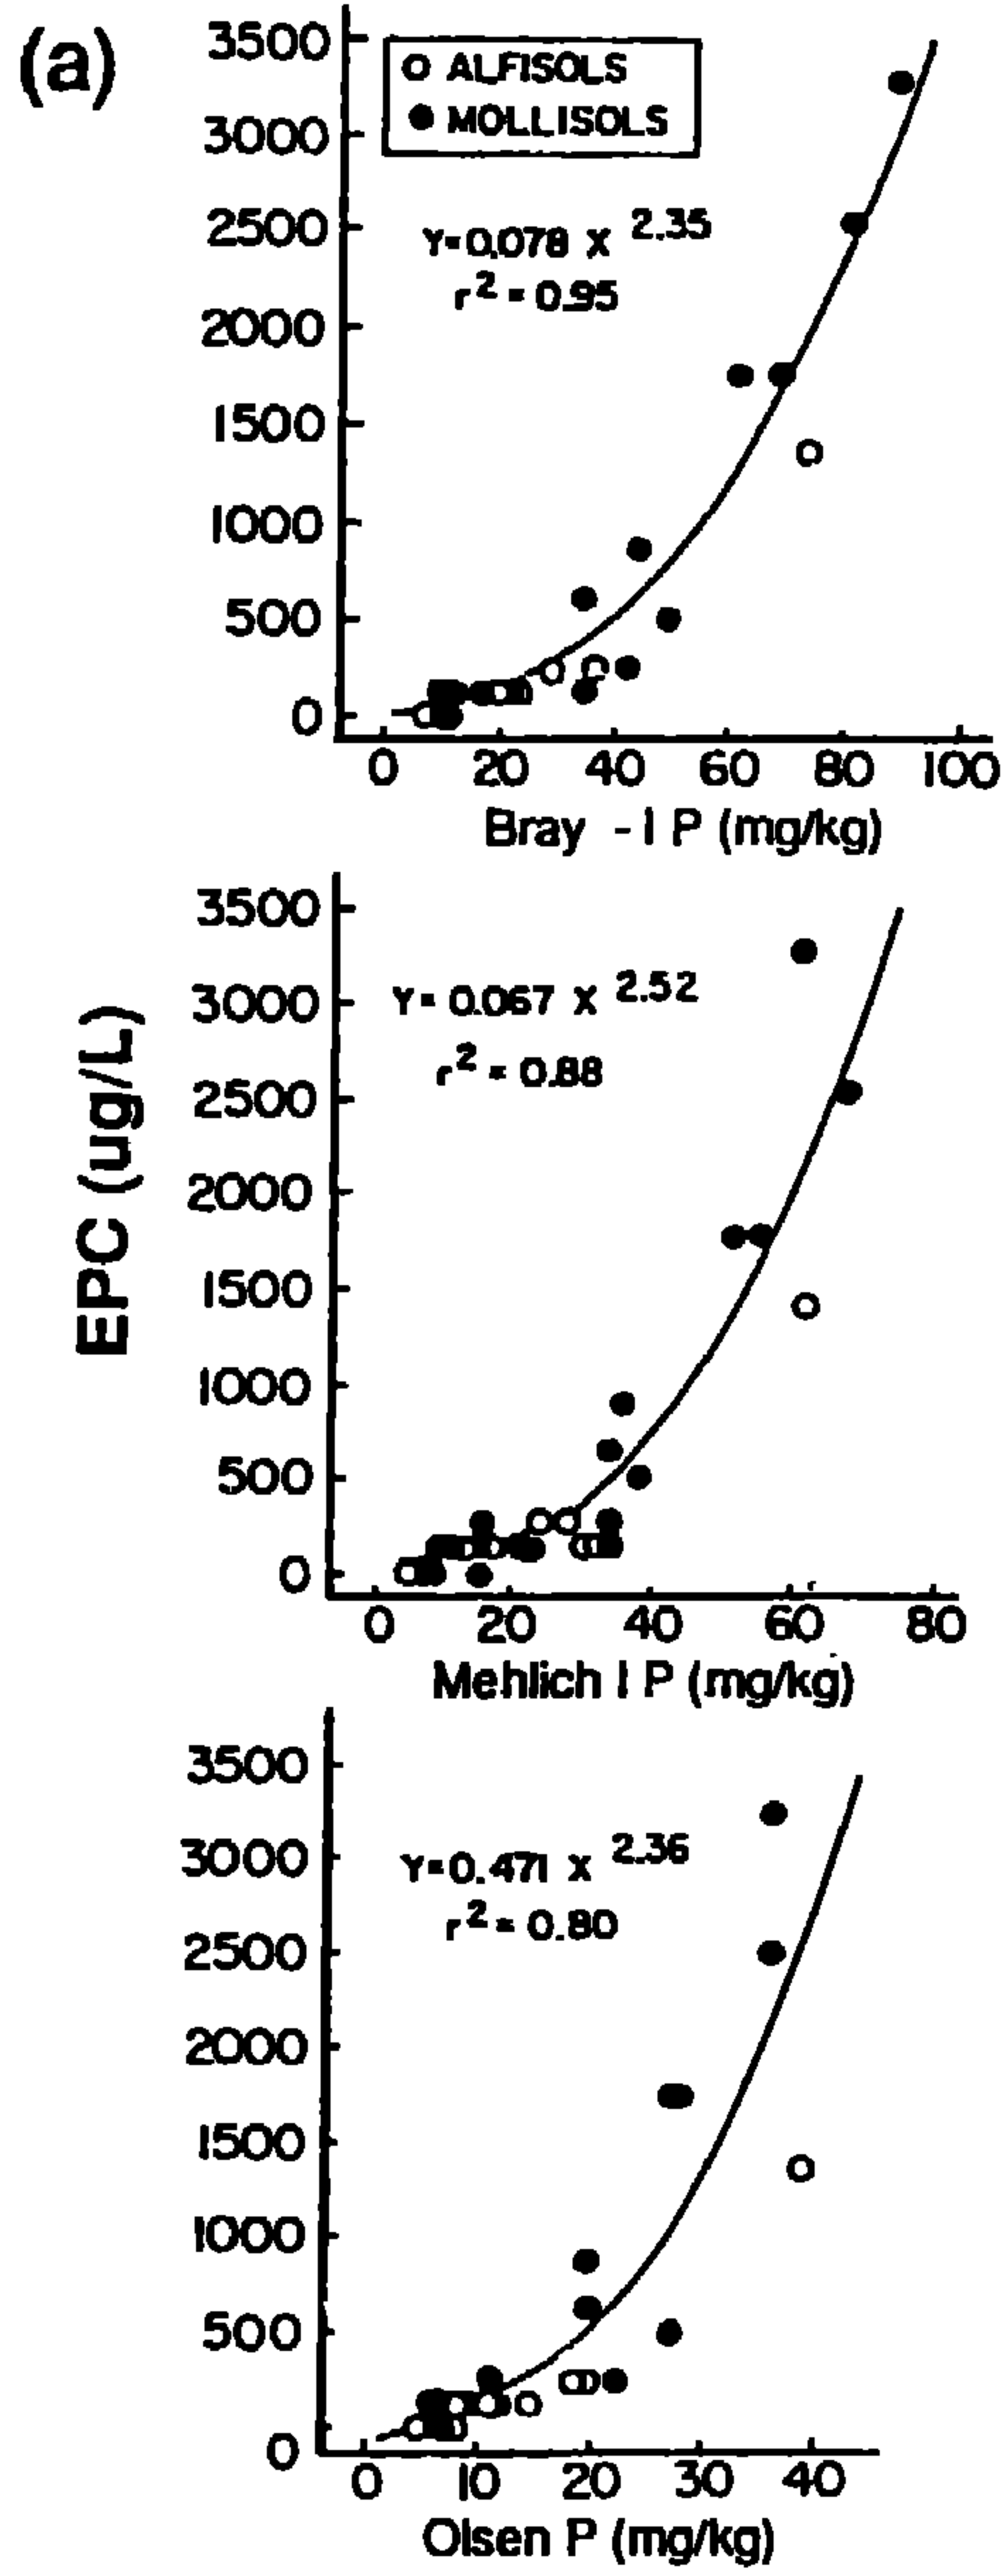 (a)
3500
3000
2500
2000
1500
1000
500
0
O ALFISOLS
● MOLLISOLS
Y=0.078 X 2.35
r2 = 0.95
0 20 40 60 80 100
Bray -I P (mg/kg)
EPC (ug/L)
3500
3000
2500
2000
1500
1000
500
0
Y= 0.067 X 2.52
r2 = 0.88
0 20 40 60 80
Mehlich I P (mg/kg)
3500
3000
2500
2000
1500
1000
500
0
Y=0.471 X 2.36
r2 = 0.80
0 10 20 30 40
Olsen P (mg/kg)